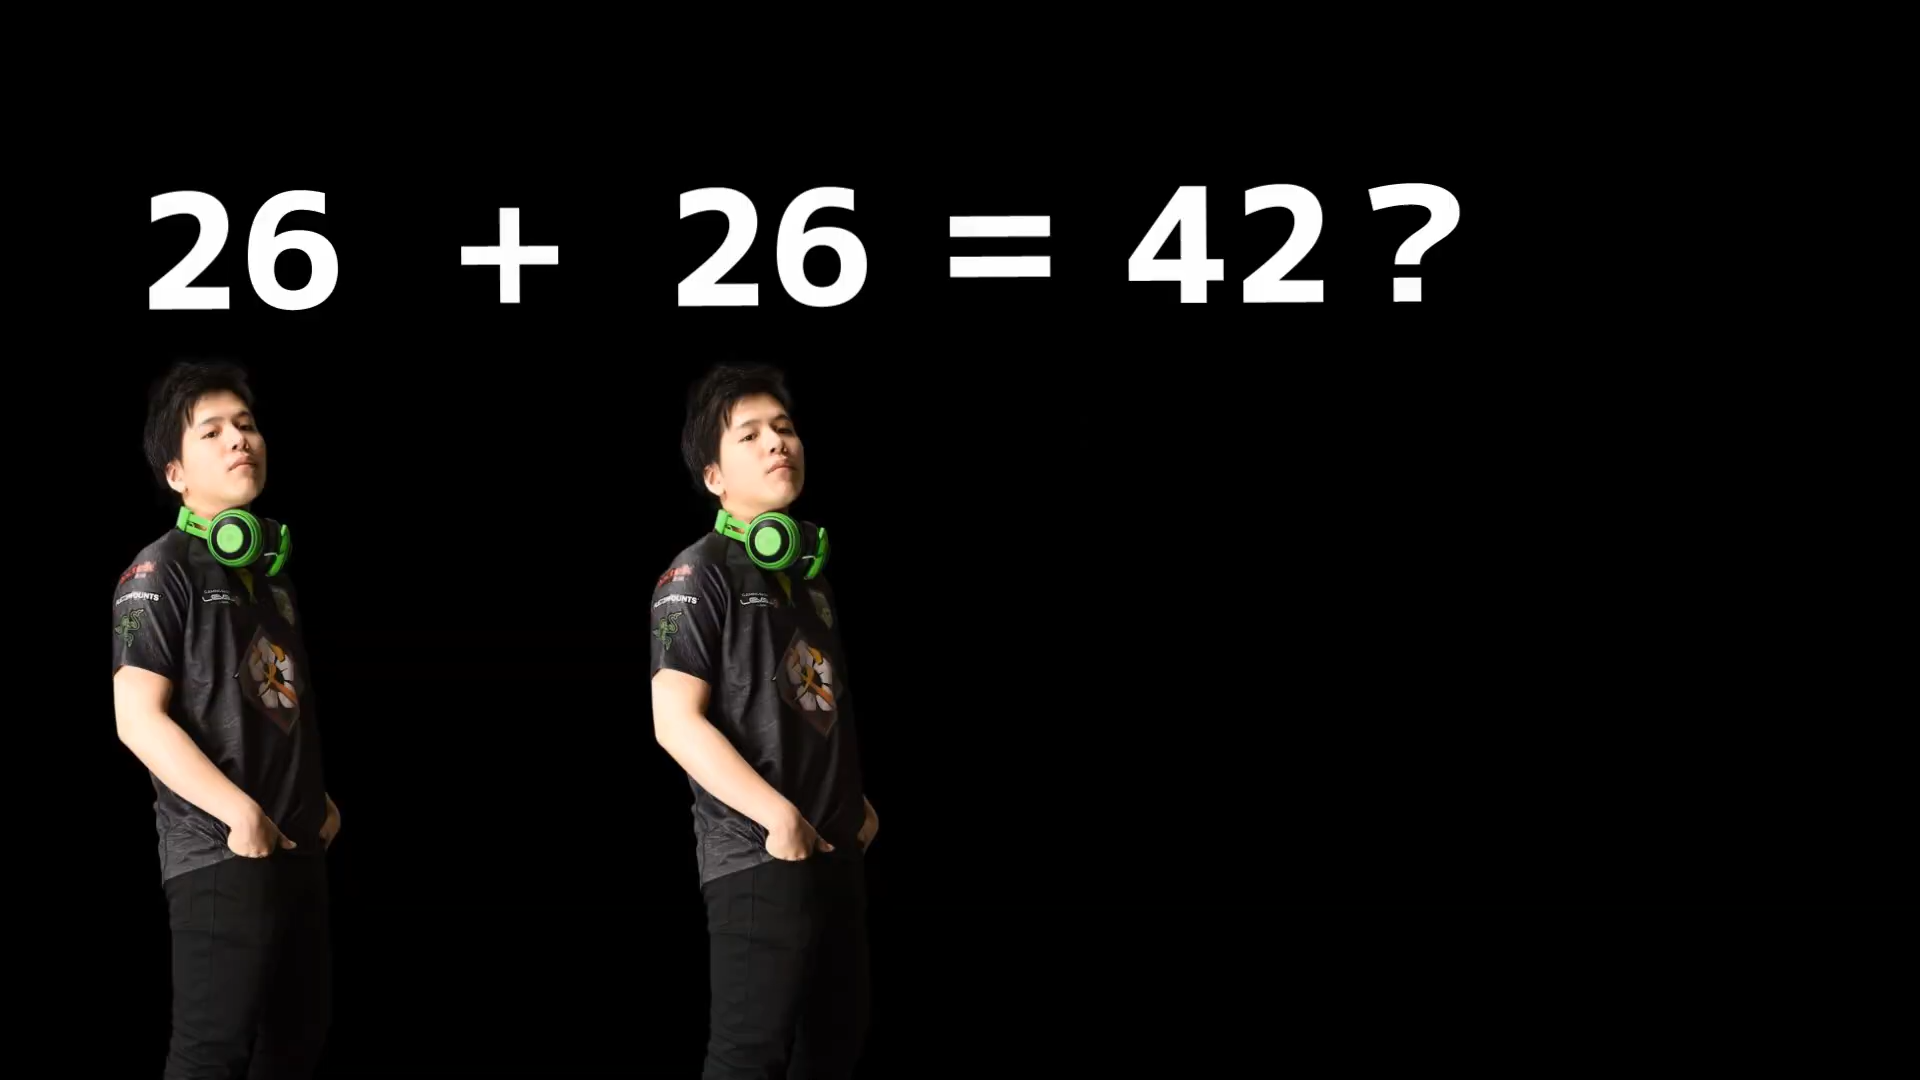 26 + 26 = 42?